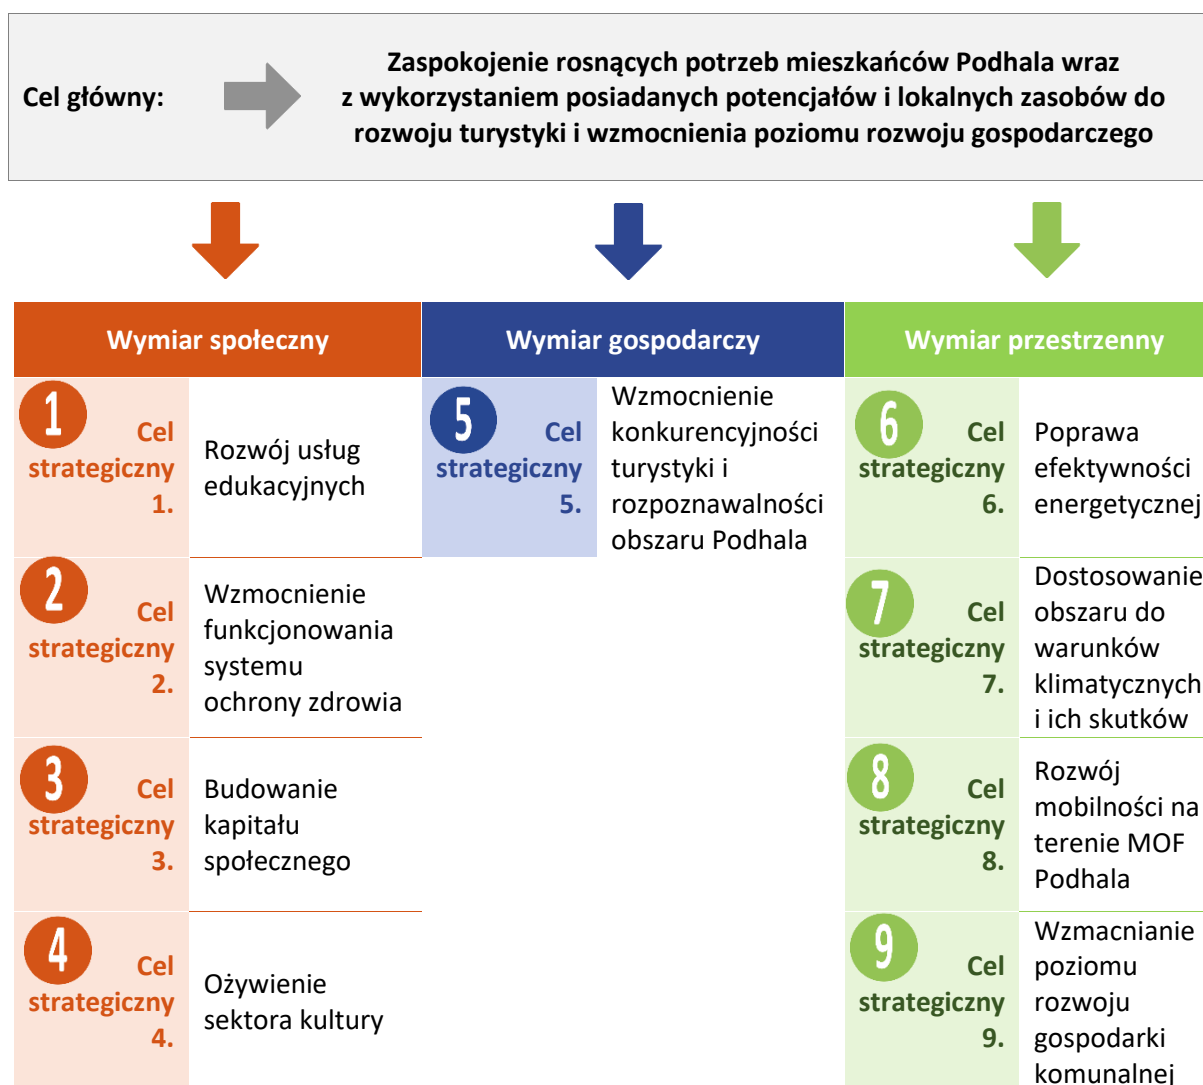 Cel główny:
Zaspokojenie rosnących potrzeb mieszkańców Podhala wraz
z wykorzystaniem posiadanych potencjałów i lokalnych zasobów do
rozwoju turystyki i wzmocnienia poziomu rozwoju gospodarczego
Wymiar społeczny
1
Cel
strategiczny
1.
Rozwój usług
edukacyjnych
2
Cel
strategiczny
2.
Wzmocnienie
funkcjonowania
systemu
ochrony zdrowia
3
Cel
strategiczny
3.
Budowanie
kapitału
społecznego
4
Cel
strategiczny
4.
Ożywienie
sektora kultury
Wymiar gospodarczy
5
Cel
strategiczny
5.
Wzmocnienie
konkurencyjności
turystyki i
rozpoznawalności
obszaru Podhala
Wymiar przestrzenny
6
Cel
strategiczny
6.
Poprawa
efektywności
energetycznej
7
Cel
strategiczny
7.
Dostosowanie
obszaru do
warunków
klimatycznych
i ich skutków
8
Cel
strategiczny
8.
Rozwój
mobilności na
terenie MOF
Podhala
9
Cel
strategiczny
9.
Wzmacnianie
poziomu
rozwoju
gospodarki
komunalnej